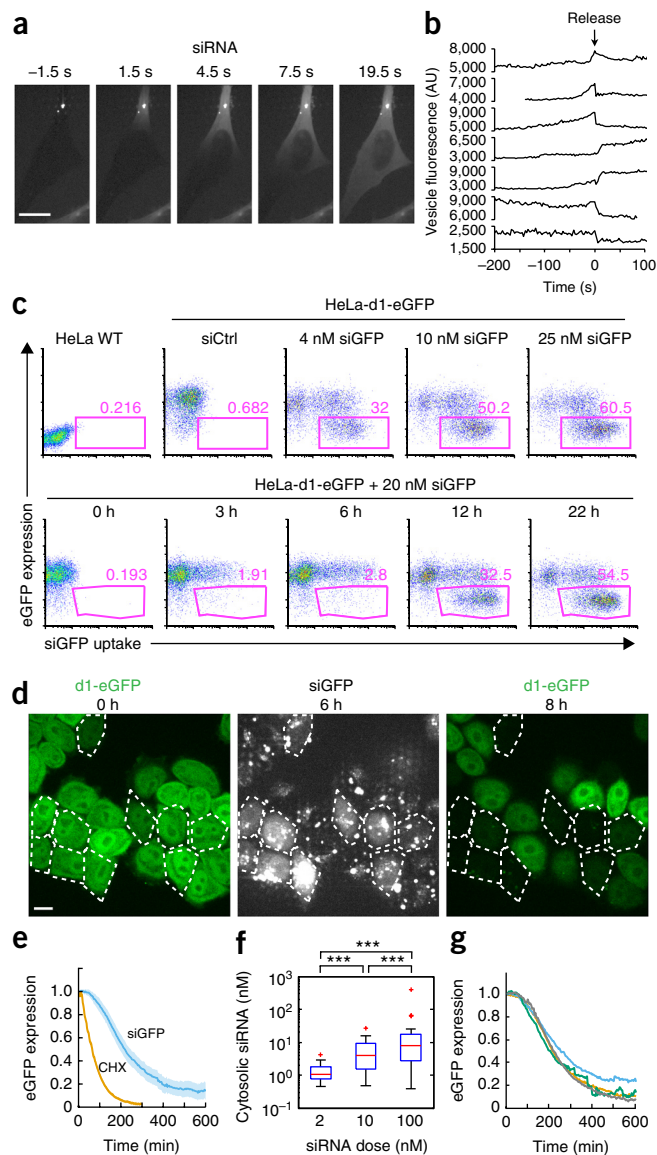 a
siRNA
–1.5 s 1.5 s 4.5 s 7.5 s 19.5 s
b
Release
Vesicle fluorescence (AU)
8,000
5,000
7,000
4,000
9,000
5,000
6,500
3,000
9,000
3,000
9,000
6,000
2,500
1,500
–200 –100 0 100
Time (s)
c
HeLa-d1-eGFP
HeLa WT siCtrl 4 nM siGFP 10 nM siGFP 25 nM siGFP
0.216 0.682 32 50.2 60.5
HeLa-d1-eGFP + 20 nM siGFP
0 h 3 h 6 h 12 h 22 h
0.193 1.91 2.8 32.5 54.5
eGFP expression
siGFP uptake
d
d1-eGFP siGFP d1-eGFP
0 h 6 h 8 h
e
eGFP expression
1.0
0.8
0.6
0.4
0.2
0
siGFP
CHX
0 200 400 600
Time (min)
f
*** 
*** ***
Cytosolic siRNA (nM)
10³
10²
10¹
10⁰
10⁻¹
2 10 100
siRNA dose (nM)
g
eGFP expression
1.0
0.8
0.6
0.4
0.2
0
0 200 400 600
Time (min)